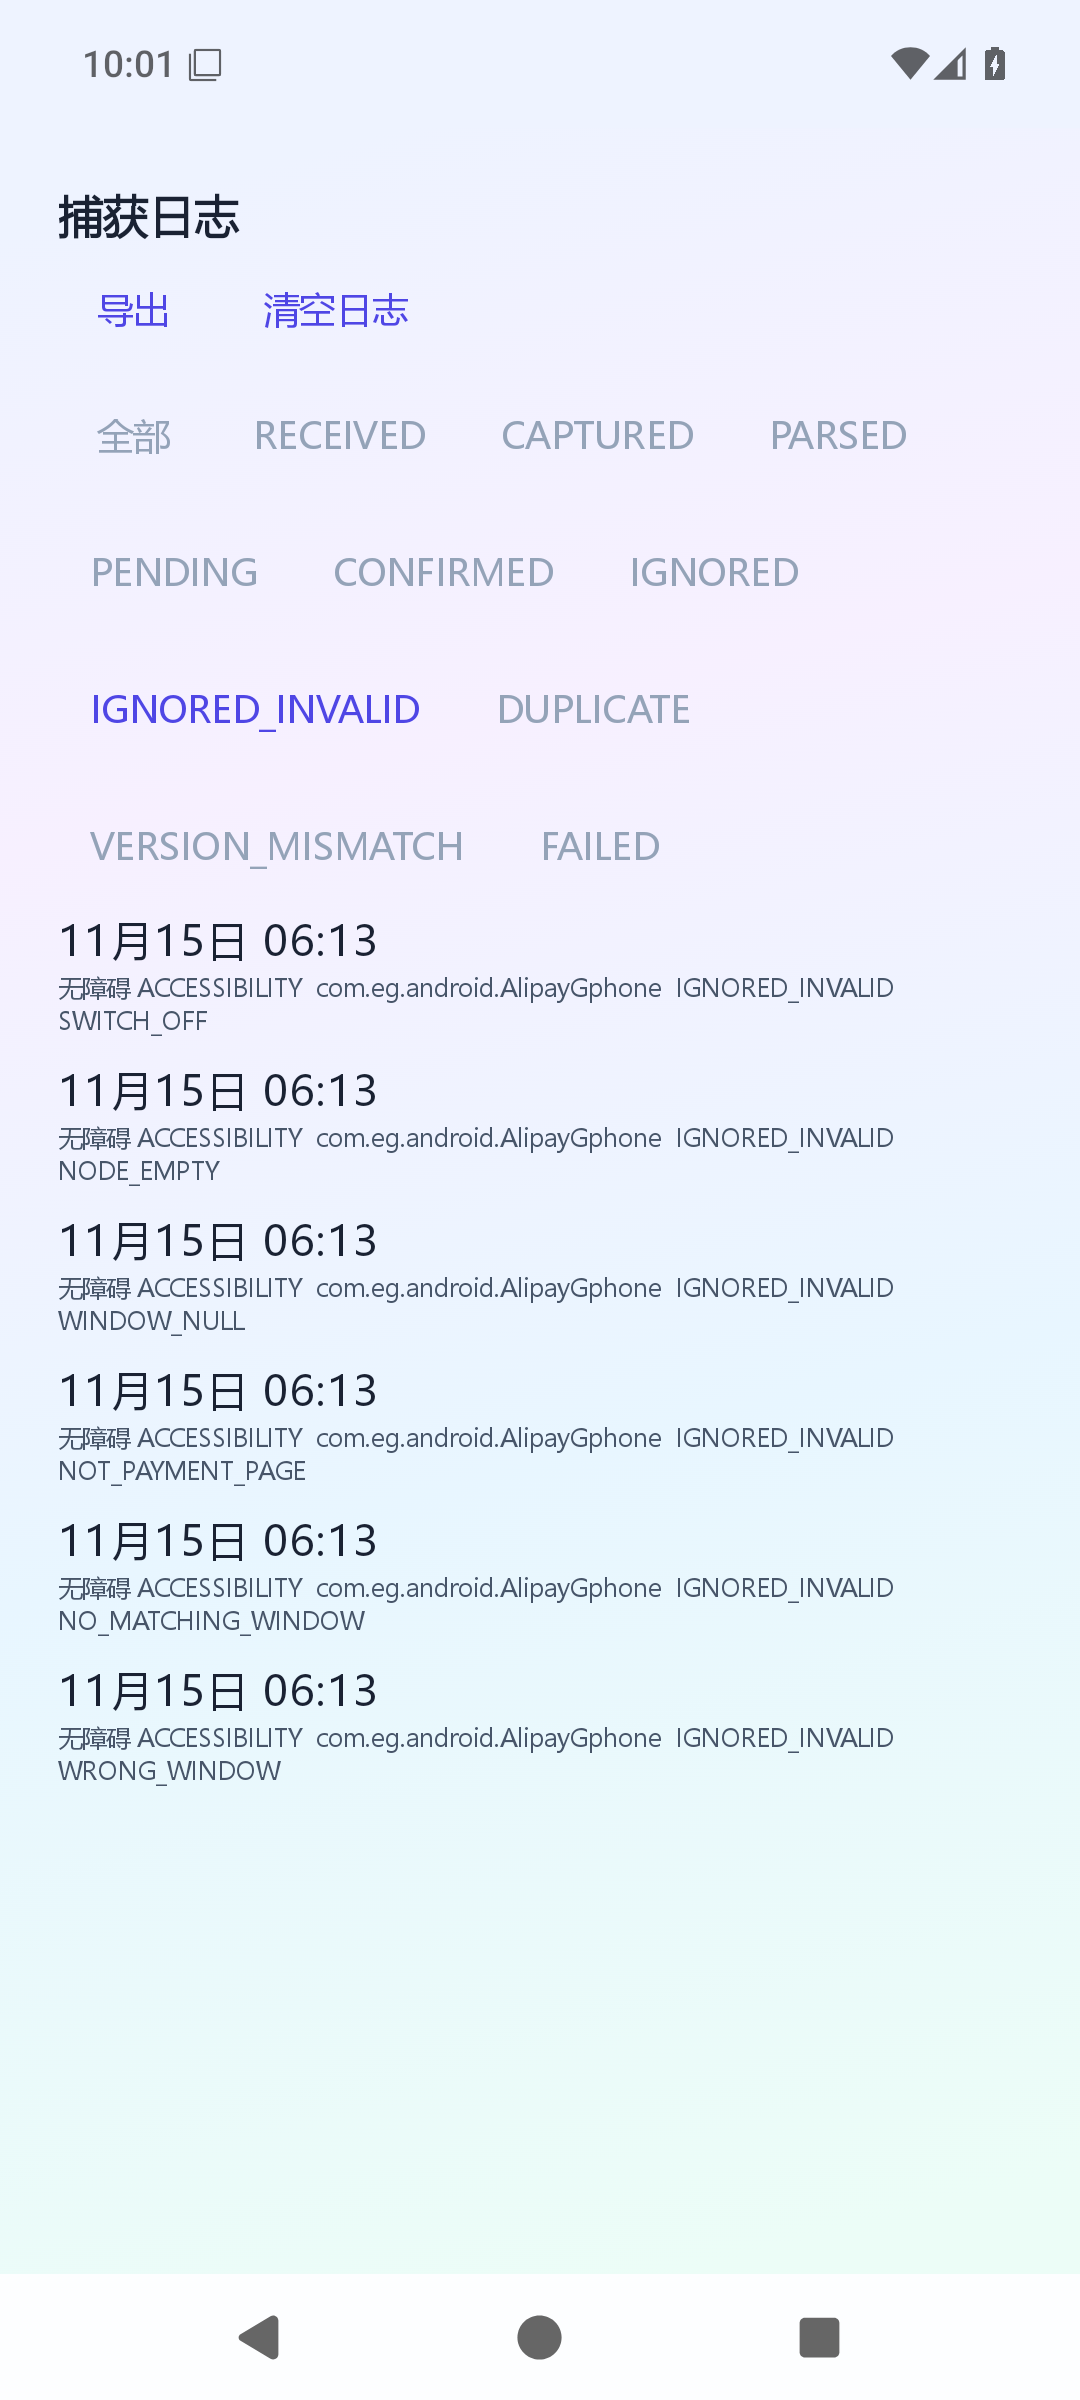 10:01
捕获日志
导出 清空日志
全部 RECEIVED CAPTURED PARSED
PENDING CONFIRMED IGNORED
IGNORED_INVALID DUPLICATE
VERSION_MISMATCH FAILED
11月15日 06:13
无障碍 ACCESSIBILITY com.eg.android.AlipayGphone IGNORED_INVALID
SWITCH_OFF
11月15日 06:13
无障碍 ACCESSIBILITY com.eg.android.AlipayGphone IGNORED_INVALID
NODE_EMPTY
11月15日 06:13
无障碍 ACCESSIBILITY com.eg.android.AlipayGphone IGNORED_INVALID
WINDOW_NULL
11月15日 06:13
无障碍 ACCESSIBILITY com.eg.android.AlipayGphone IGNORED_INVALID
NOT_PAYMENT_PAGE
11月15日 06:13
无障碍 ACCESSIBILITY com.eg.android.AlipayGphone IGNORED_INVALID
NO_MATCHING_WINDOW
11月15日 06:13
无障碍 ACCESSIBILITY com.eg.android.AlipayGphone IGNORED_INVALID
WRONG_WINDOW